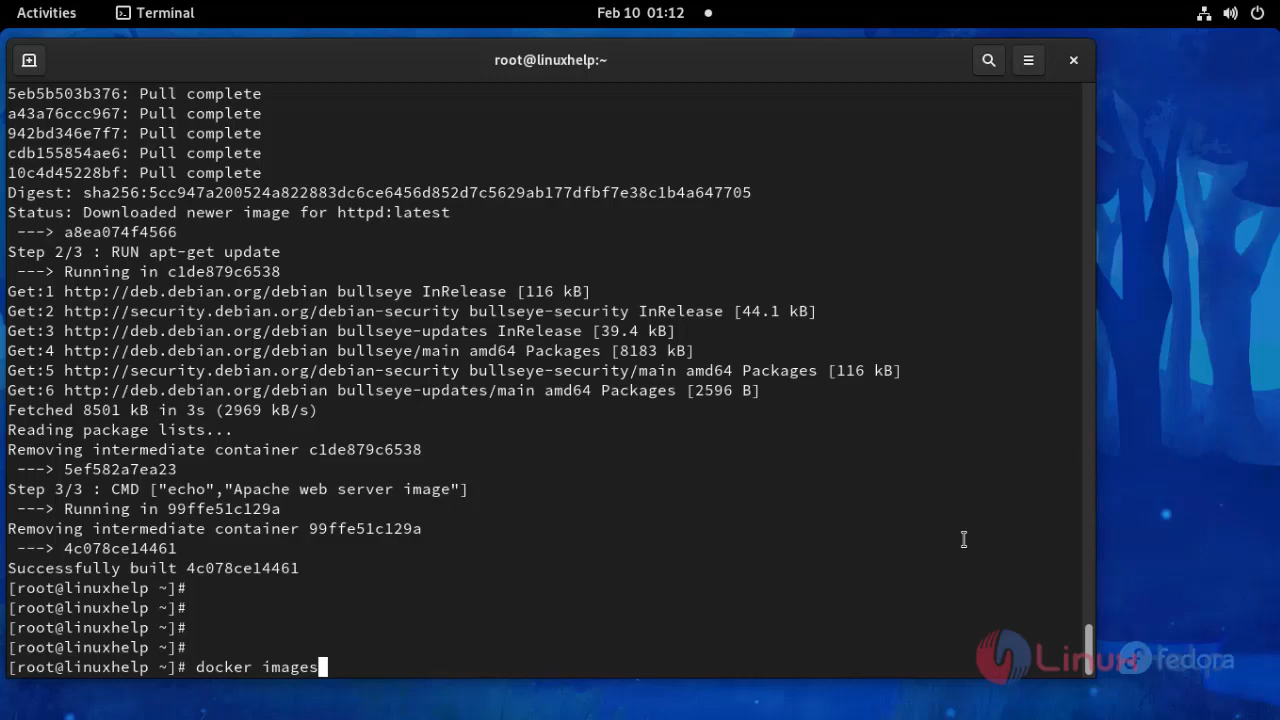 Activities Terminal Feb 10 01:12
root@linuxhelp:~
5eb5b503b376: Pull complete
a43a76ccc967: Pull complete
942bd346e7f7: Pull complete
cdb155854ae6: Pull complete
10c4d45228bf: Pull complete
Digest: sha256:5cc947a200524a822883dc6ce6456d852d7c5629ab177dfbf7e38c1b4a647705
Status: Downloaded newer image for httpd:latest
 ---> a8ea074f4566
Step 2/3 : RUN apt-get update
 ---> Running in c1de879c6538
Get:1 http://deb.debian.org/debian bullseye InRelease [116 kB]
Get:2 http://security.debian.org/debian-security bullseye-security InRelease [44.1 kB]
Get:3 http://deb.debian.org/debian bullseye-updates InRelease [39.4 kB]
Get:4 http://deb.debian.org/debian bullseye/main amd64 Packages [8183 kB]
Get:5 http://security.debian.org/debian-security bullseye-security/main amd64 Packages [116 kB]
Get:6 http://deb.debian.org/debian bullseye-updates/main amd64 Packages [2596 B]
Fetched 8501 kB in 3s (2969 kB/s)
Reading package lists...
Removing intermediate container c1de879c6538
 ---> 5ef582a7ea23
Step 3/3 : CMD ["echo","Apache web server image"]
 ---> Running in 99ffe51c129a
Removing intermediate container 99ffe51c129a
 ---> 4c078ce14461
Successfully built 4c078ce14461
[root@linuxhelp ~]#
[root@linuxhelp ~]#
[root@linuxhelp ~]#
[root@linuxhelp ~]#
[root@linuxhelp ~]# docker images
Linux fedora